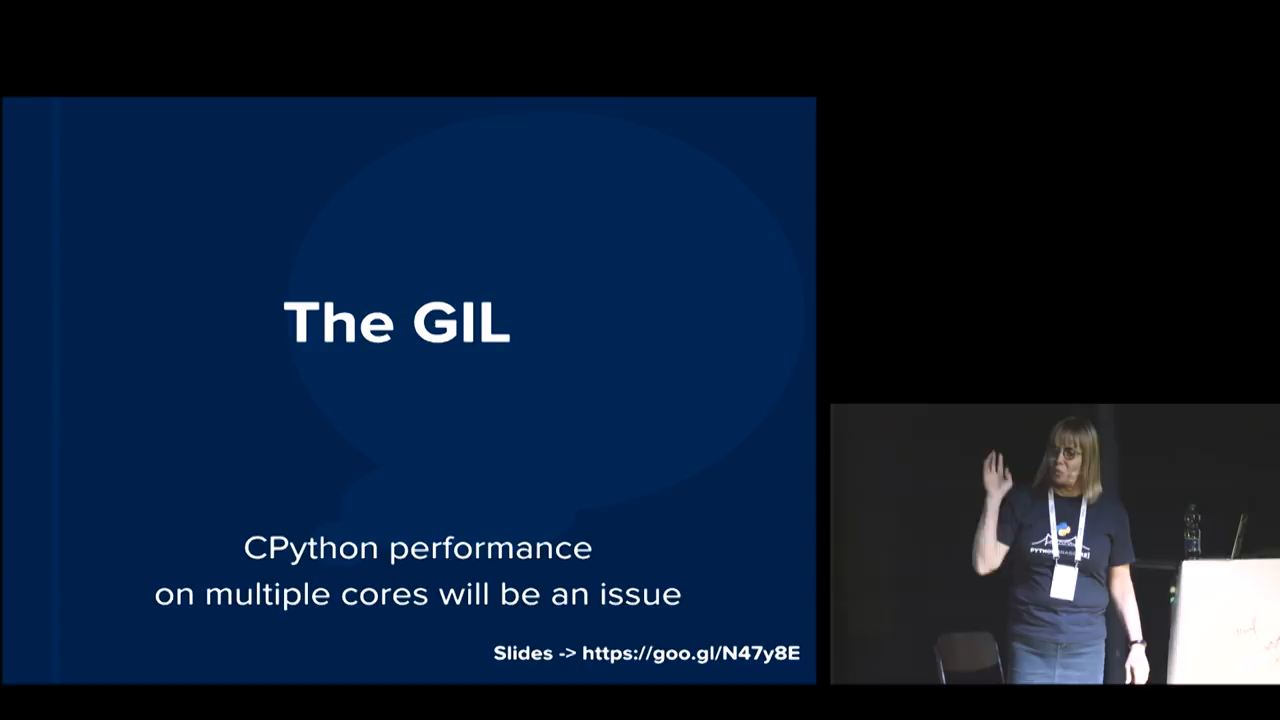 The GIL
CPython performance
on multiple cores will be an issue
Slides -> https://goo.gl/N47y8E